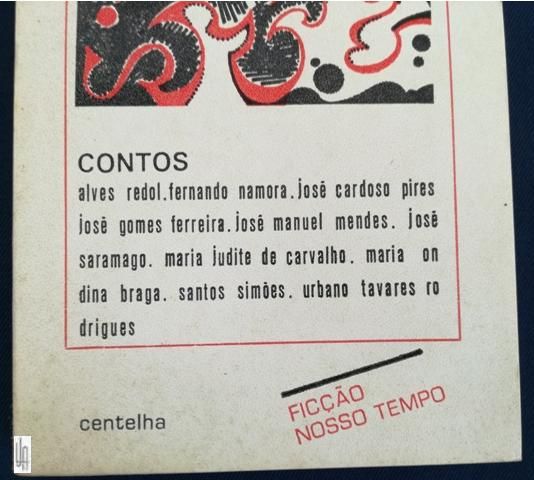 CONTOS
alves redol.fernando namora.josé cardoso pires
josé gomes ferreira.josé manuel mendes. josé
saramago. maria judite de carvalho. maria on
dina braga. santos simões. urbano tavares ro
drigues
centelha
FICÇÃO
NOSSO TEMPO